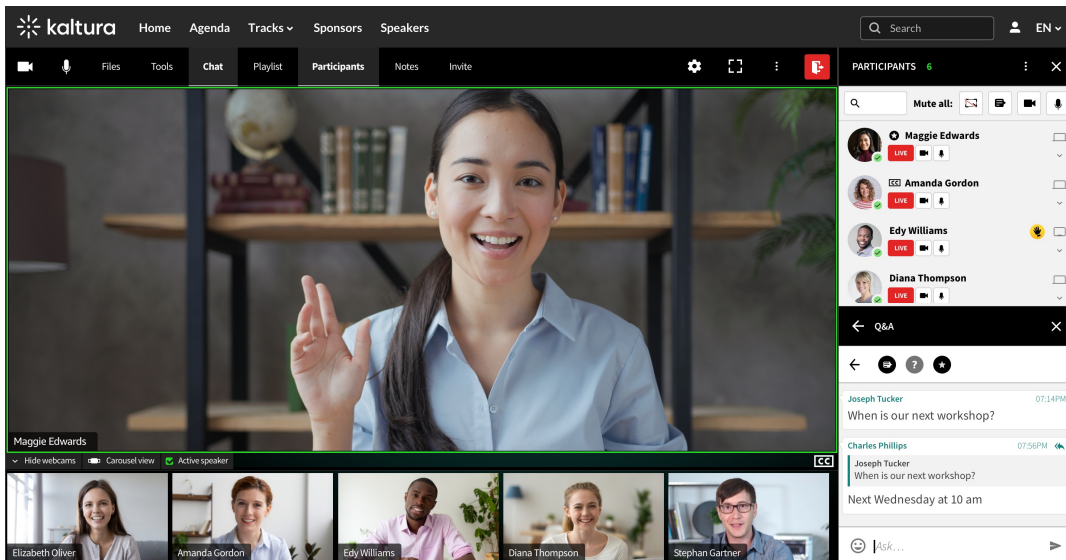 kaltura
Home Agenda Tracks Sponsors Speakers
Search
EN
Files Tools Chat Playlist Participants Notes Invite
PARTICIPANTS 6
Mute all:
Maggie Edwards
LIVE
CC Amanda Gordon
LIVE
Edy Williams
LIVE
Diana Thompson
LIVE
Maggie Edwards
Hide webcams Carousel view Active speaker
CC
Elizabeth Oliver
Amanda Gordon
Edy Williams
Diana Thompson
Stephan Gartner
Q&A
?
Joseph Tucker 07:14PM
When is our next workshop?
Charles Phillips 07:56PM
Joseph Tucker
When is our next workshop?
Next Wednesday at 10 am
Ask...